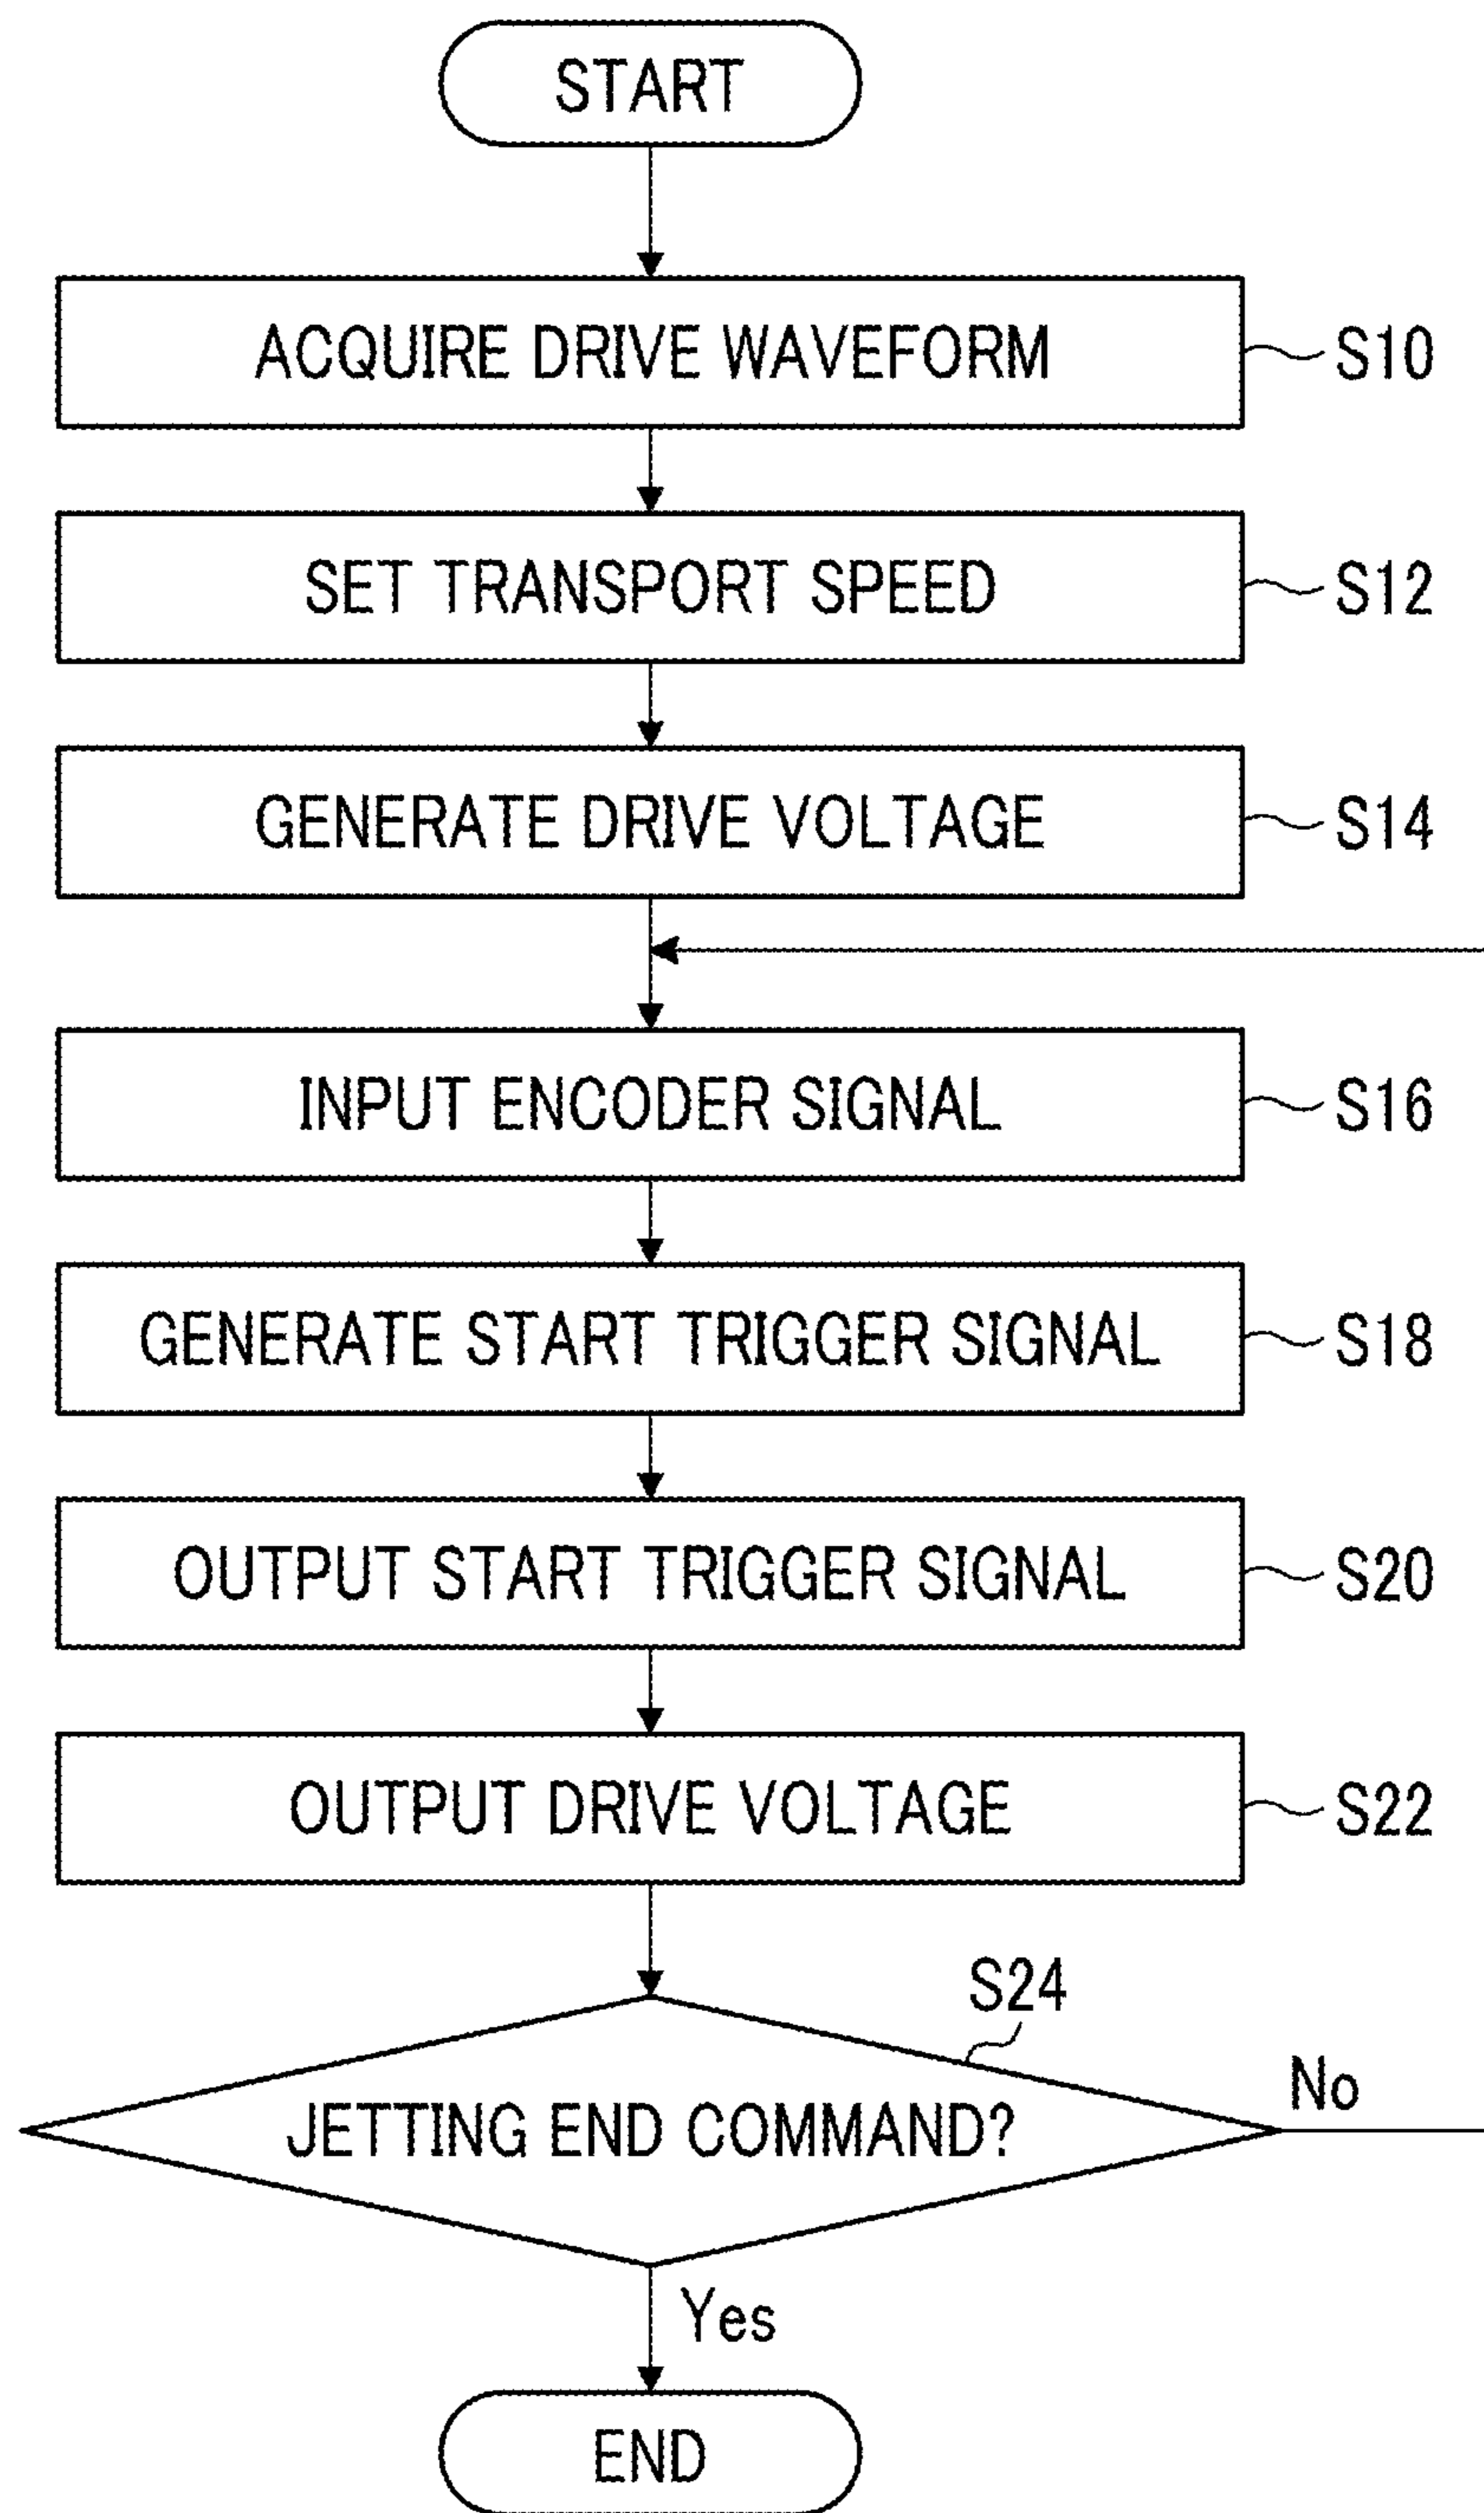 START
ACQUIRE DRIVE WAVEFORM S10
SET TRANSPORT SPEED S12
GENERATE DRIVE VOLTAGE S14
INPUT ENCODER SIGNAL S16
GENERATE START TRIGGER SIGNAL S18
OUTPUT START TRIGGER SIGNAL S20
OUTPUT DRIVE VOLTAGE S22
S24
JETTING END COMMAND? No
Yes
END